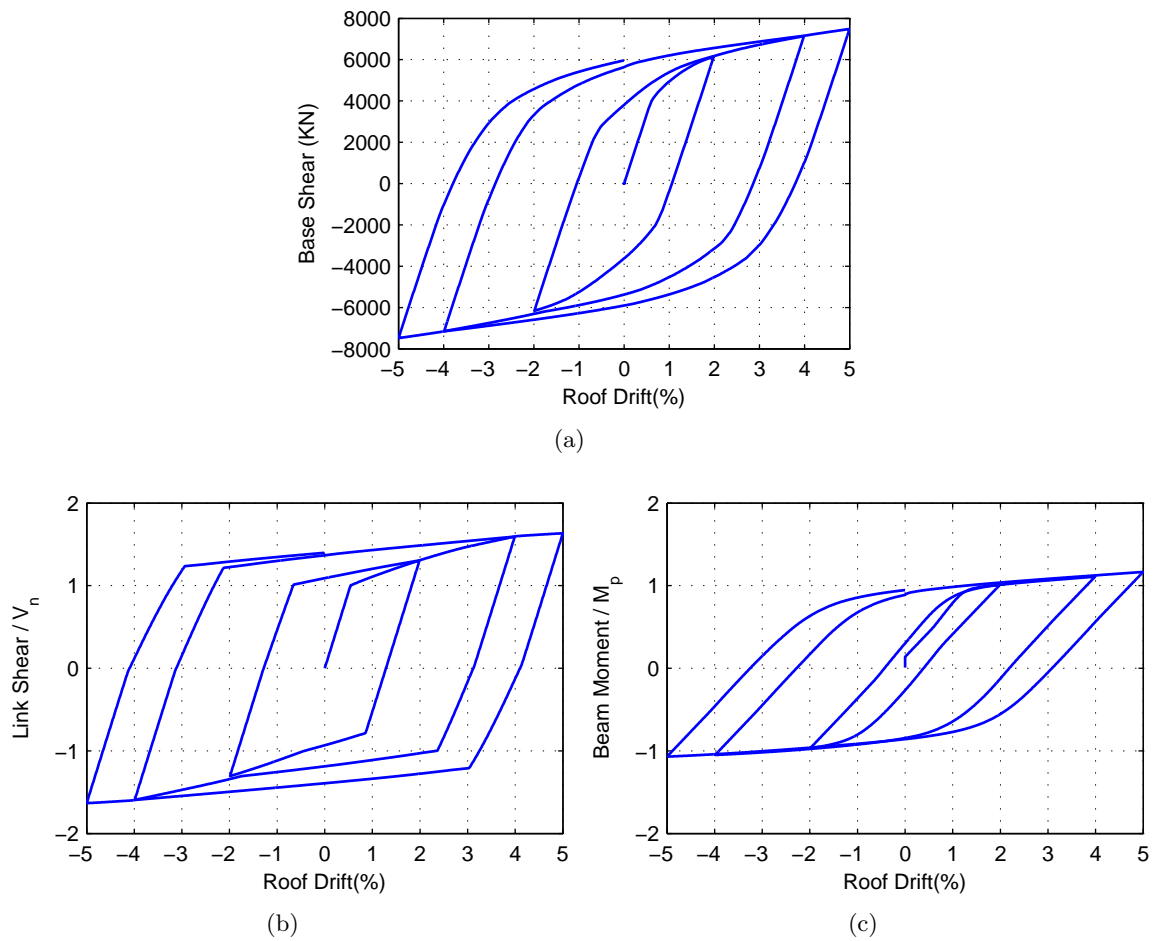 8000
6000
4000
2000
0
−2000
−4000
−6000
−8000
Base Shear (KN)
−5 −4 −3 −2 −1 0 1 2 3 4 5
Roof Drift(%)
(a)
2
1
0
−1
−2
Link Shear / Vn
−5 −4 −3 −2 −1 0 1 2 3 4 5
Roof Drift(%)
(b)
2
1
0
−1
−2
Beam Moment / Mp
−5 −4 −3 −2 −1 0 1 2 3 4 5
Roof Drift(%)
(c)